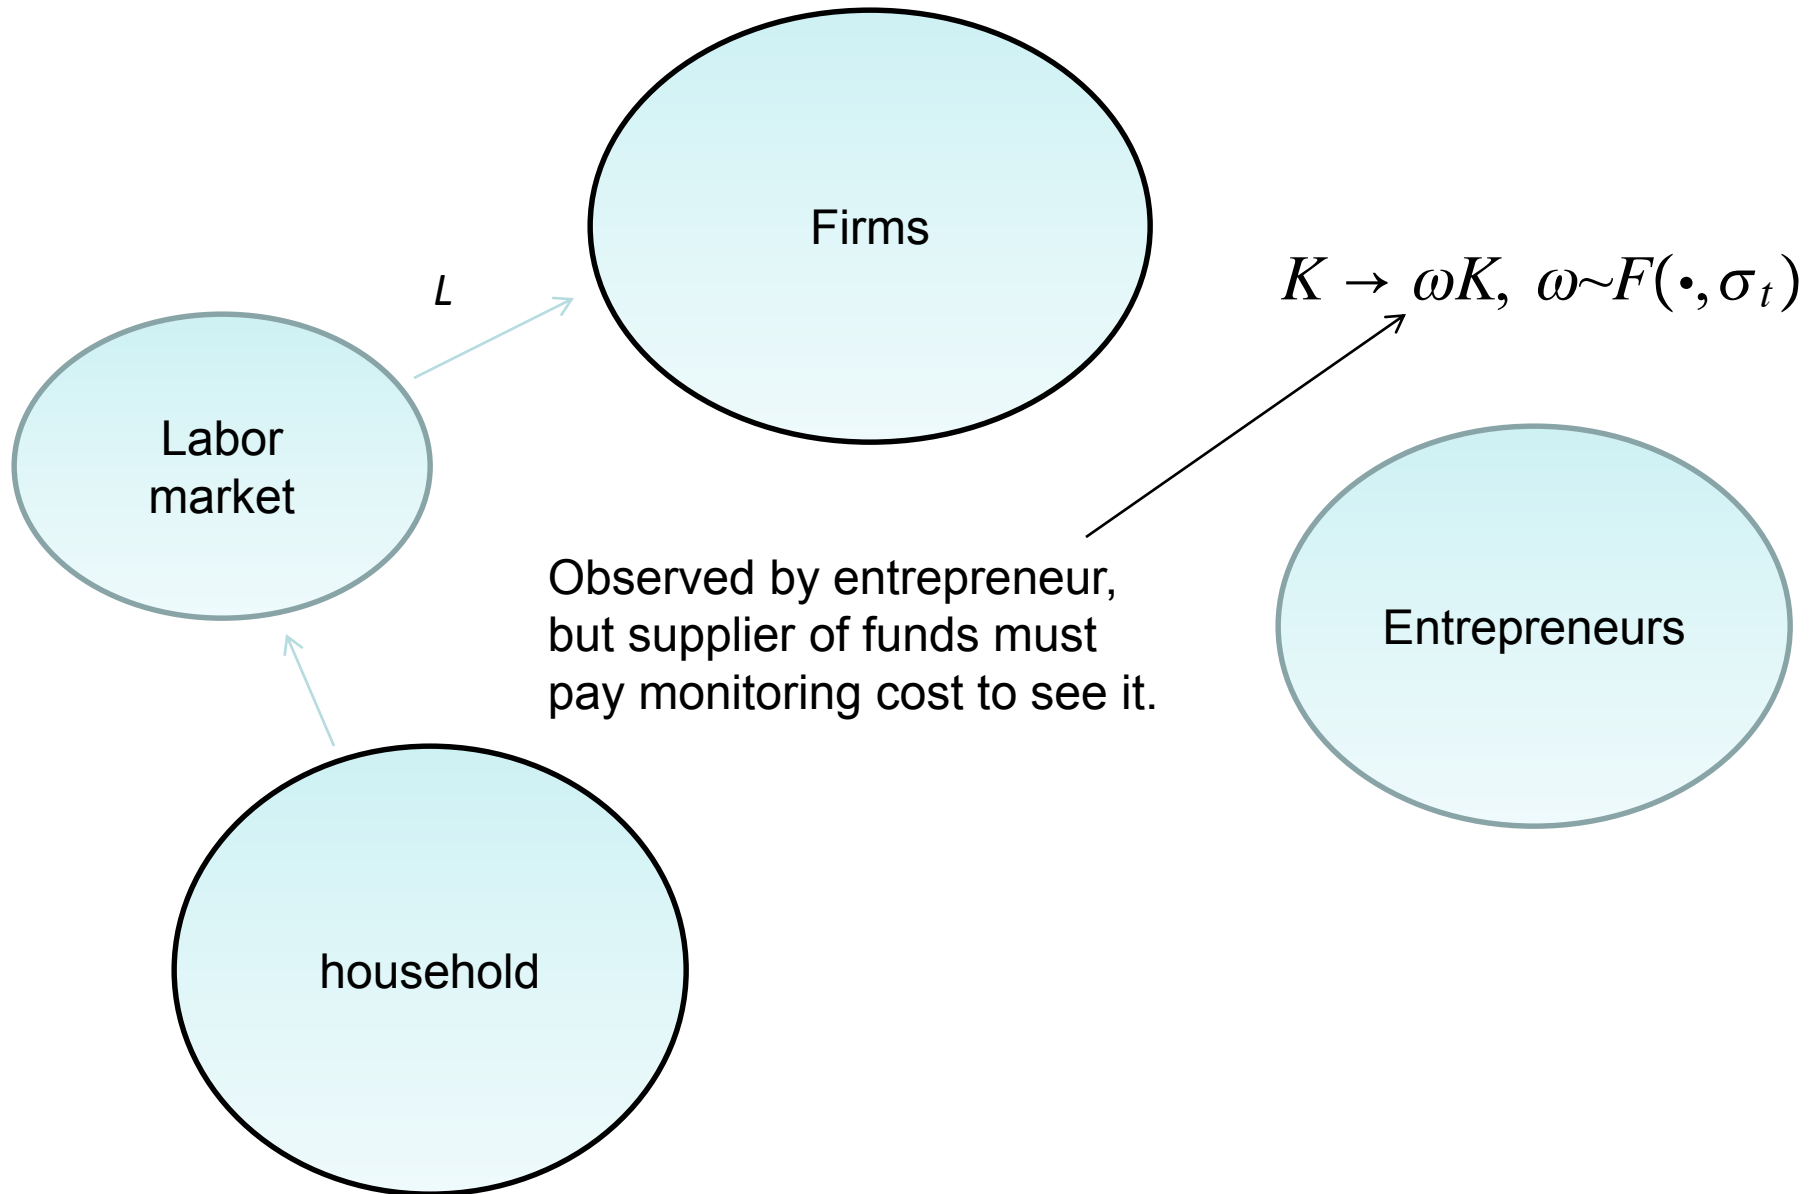 Firms
L
K → ωK, ω~F(•,σ_t)
Labor
market
Observed by entrepreneur,
but supplier of funds must
pay monitoring cost to see it.
Entrepreneurs
household